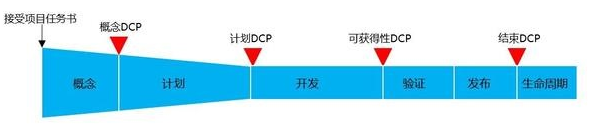 接受项目任务书
概念DCP
计划DCP
可获得性DCP
结束DCP
概念
计划
开发
验证
发布
生命周期